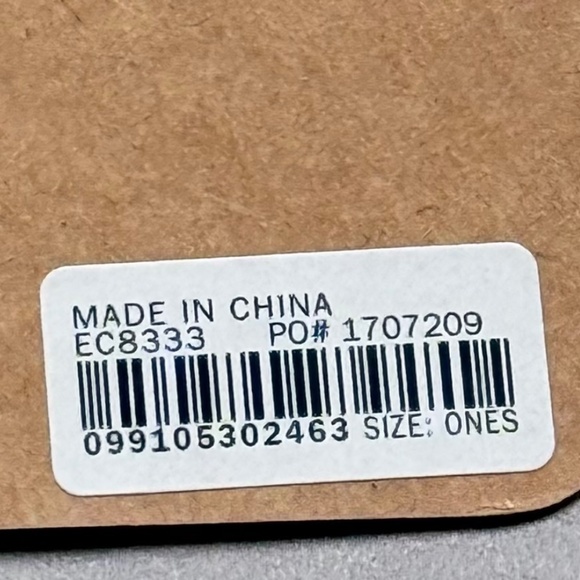 MADE IN CHINA
EC8333 PO# 1707209
099105302463 SIZE: ONES